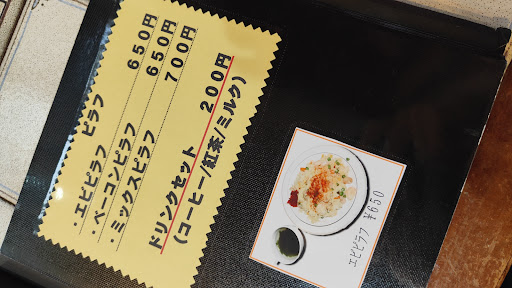 ・エビピラフ ピラフ ６５０円
・ベーコンピラフ ６５０円
・ミックスピラフ ７００円
ドリンクセット ２００円
(コーヒー/紅茶/ミルク)
エビピラフ ¥650